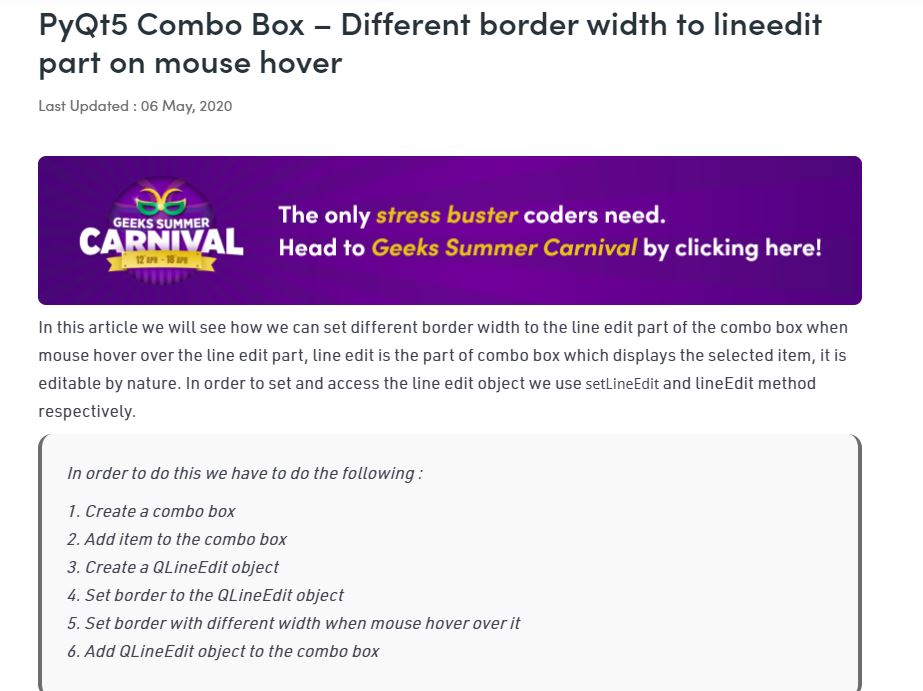 PyQt5 Combo Box – Different border width to lineedit
part on mouse hover
Last Updated : 06 May, 2020
GEEKS SUMMER
CARNIVAL
12 APR - 18 APR
The only stress buster coders need.
Head to Geeks Summer Carnival by clicking here!
In this article we will see how we can set different border width to the line edit part of the combo box when
mouse hover over the line edit part, line edit is the part of combo box which displays the selected item, it is
editable by nature. In order to set and access the line edit object we use setLineEdit and lineEdit method
respectively.
In order to do this we have to do the following :
1. Create a combo box
2. Add item to the combo box
3. Create a QLineEdit object
4. Set border to the QLineEdit object
5. Set border with different width when mouse hover over it
6. Add QLineEdit object to the combo box